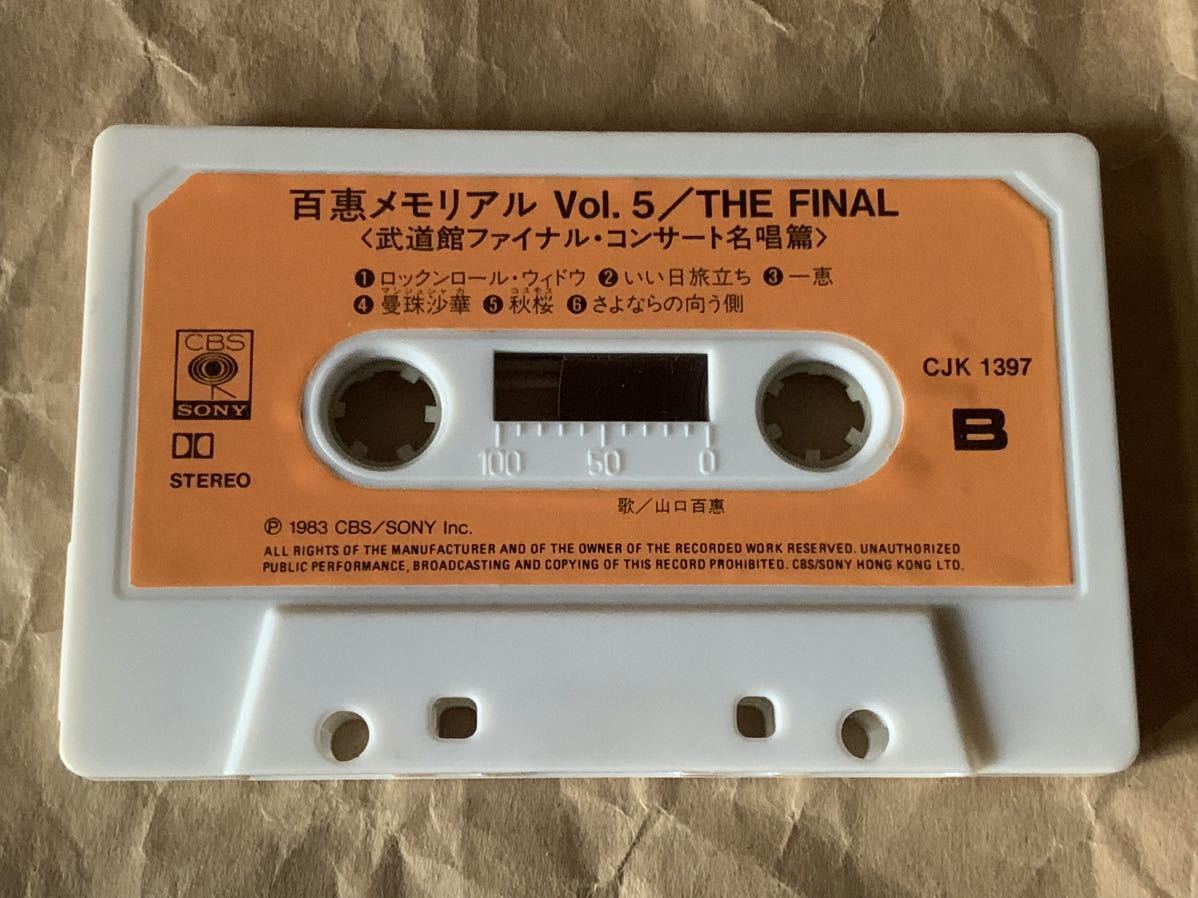 百惠メモリアル Vol. 5／THE FINAL
〈武道館ファイナル・コンサート名唱篇〉
❶ロックンロール・ウィドウ ❷いい日旅立ち ❸一恵
マンジュシャカ コスモス
❹曼珠沙華 ❺秋桜 ❻さよならの向う側
CBS
SONY
STEREO
CJK 1397
B
100 50 0
歌／山口百惠
Ⓟ 1983 CBS/SONY Inc.
ALL RIGHTS OF THE MANUFACTURER AND OF THE OWNER OF THE RECORDED WORK RESERVED. UNAUTHORIZED
PUBLIC PERFORMANCE, BROADCASTING AND COPYING OF THIS RECORD PROHIBITED. CBS/SONY HONG KONG LTD.